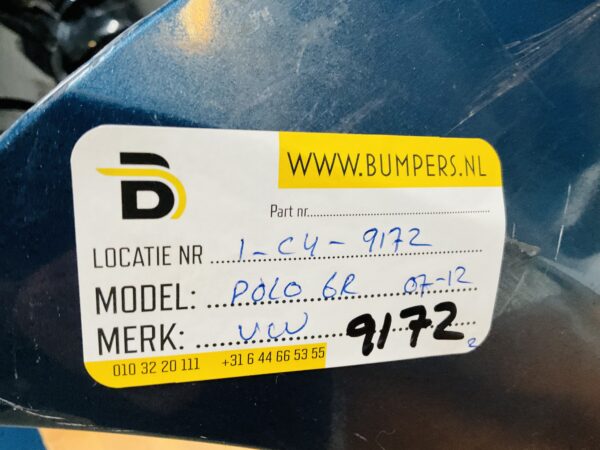 B
WWW.BUMPERS.NL
Part nr.
LOCATIE NR 1-C4-9172
MODEL: POLO 6R 07-12
MERK: VW 9172
010 32 20 111 +31 6 44 66 53 55